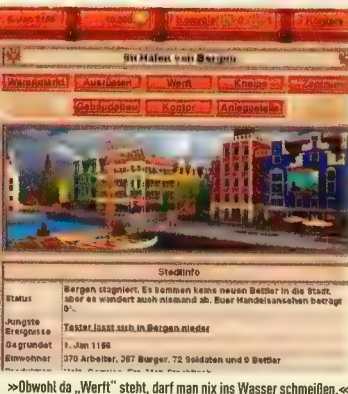 Im Hafen von Bergen
Warenmarkt Ausrüsten Werft Kneipe
Gebäudebau Kontor Anlegestelle
Stadtinfo
Status Bergen stagniert. Es kommen keine neuen Bettler in die Stadt,
aber es wandert auch niemand ab. Euer Handelsansehen beträgt
0%.
Jüngste
Ereignisse Tester lässt sich in Bergen nieder
Gegründet 1. Jan 1156
Einwohner 370 Arbeiter, 357 Bürger, 72 Soldaten und 9 Bettler
»Obwohl da „Werft“ steht, darf man nix ins Wasser schmeißen.«